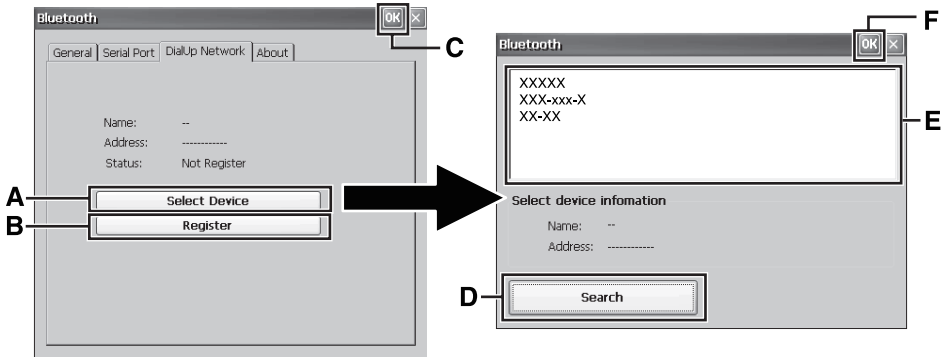 Bluetooth OK ×
C
General Serial Port DialUp Network About
Name: --
Address: ------------
Status: Not Register
A
Select Device
B
Register
F
Bluetooth OK ×
XXXXX
XXX-xxx-X
XX-XX
E
Select device infomation
Name: --
Address: ------------
D
Search